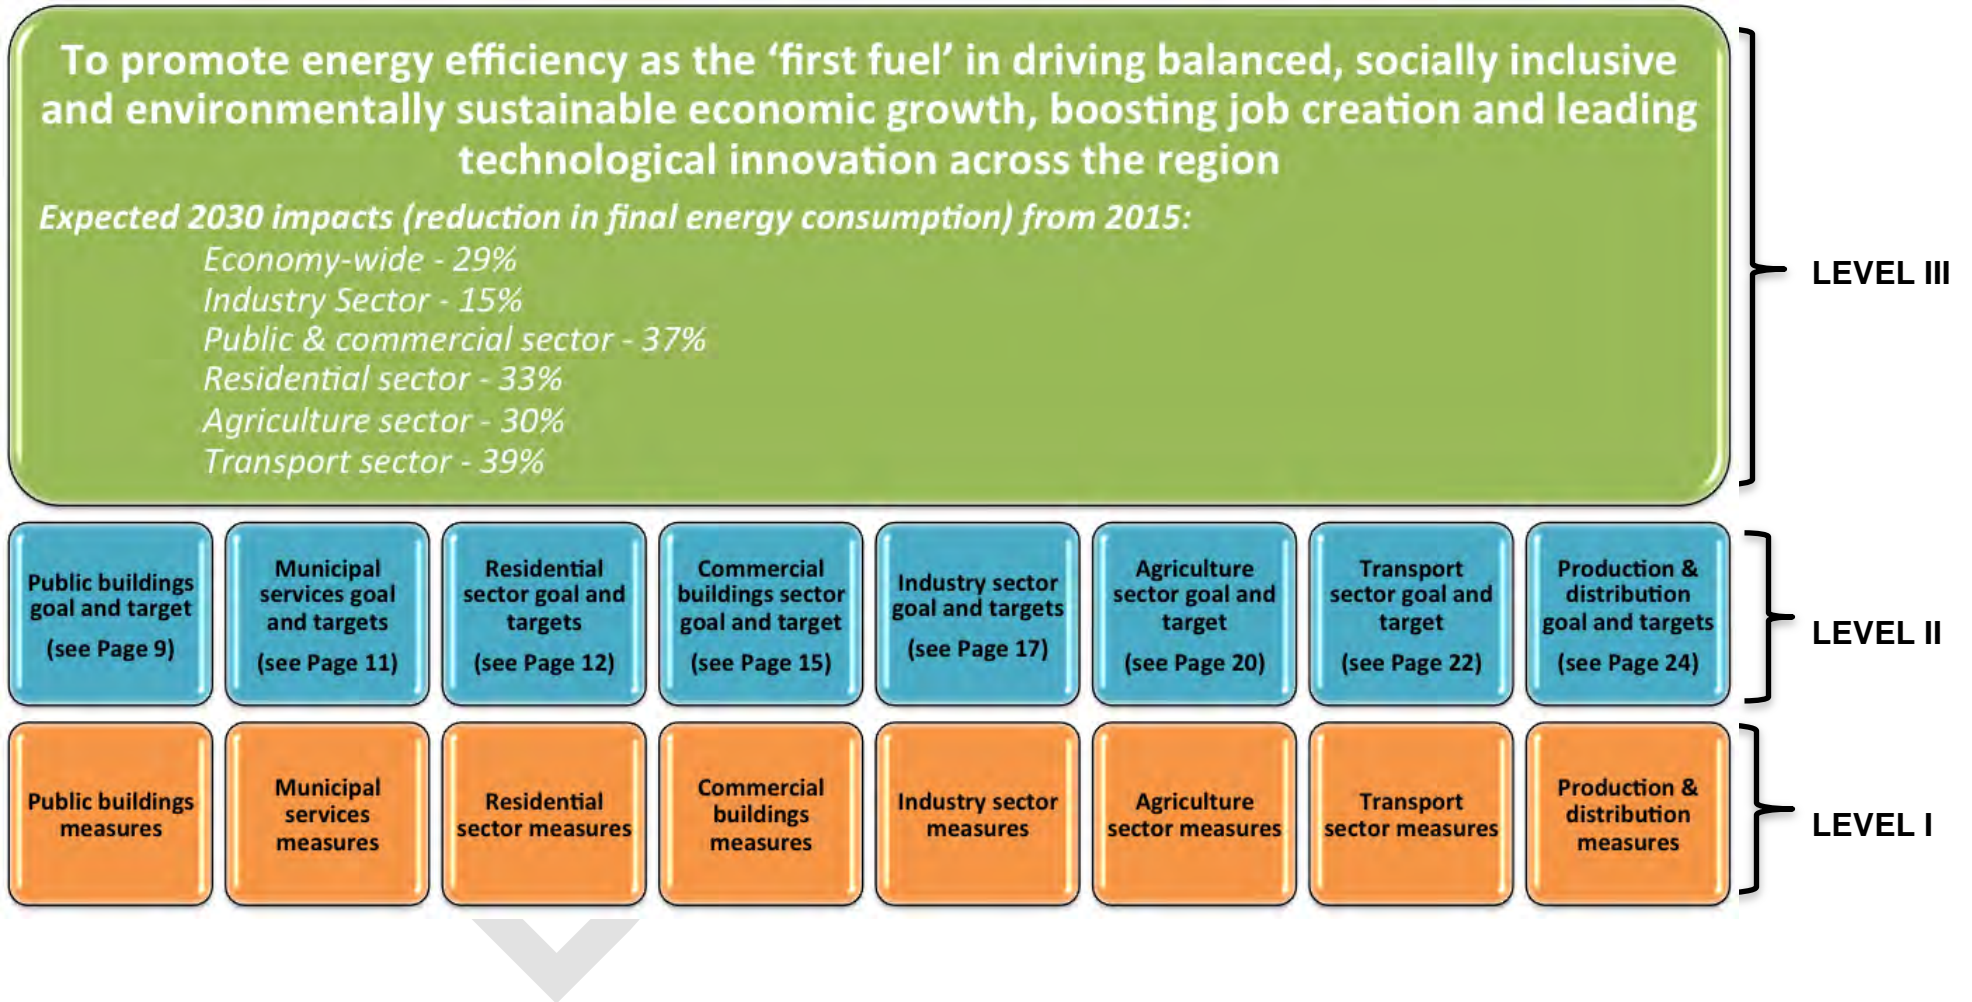 To promote energy efficiency as the ‘first fuel’ in driving balanced, socially inclusive
and environmentally sustainable economic growth, boosting job creation and leading
technological innovation across the region
Expected 2030 impacts (reduction in final energy consumption) from 2015:
Economy-wide - 29%
Industry Sector - 15%
Public & commercial sector - 37%
Residential sector - 33%
Agriculture sector - 30%
Transport sector - 39%
LEVEL III
Public buildings
goal and target
(see Page 9)
Municipal
services goal
and targets
(see Page 11)
Residential
sector goal and
targets
(see Page 12)
Commercial
buildings sector
goal and target
(see Page 15)
Industry sector
goal and targets
(see Page 17)
Agriculture
sector goal and
target
(see Page 20)
Transport
sector goal and
target
(see Page 22)
Production &
distribution
goal and targets
(see Page 24)
LEVEL II
Public buildings
measures
Municipal
services
measures
Residential
sector measures
Commercial
buildings
measures
Industry sector
measures
Agriculture
sector measures
Transport
sector measures
Production &
distribution
measures
LEVEL I